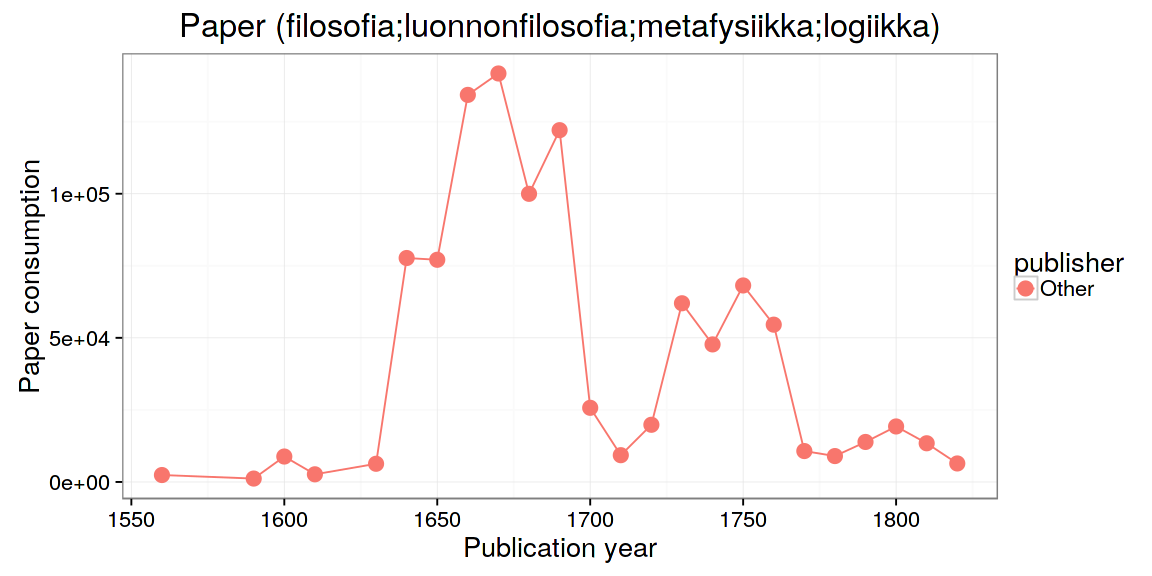 Paper (filosofia;luonnonfilosofia;metafysiikka;logiikka)
Paper consumption
1e+05
5e+04
0e+00
1550 1600 1650 1700 1750 1800
Publication year
publisher
Other